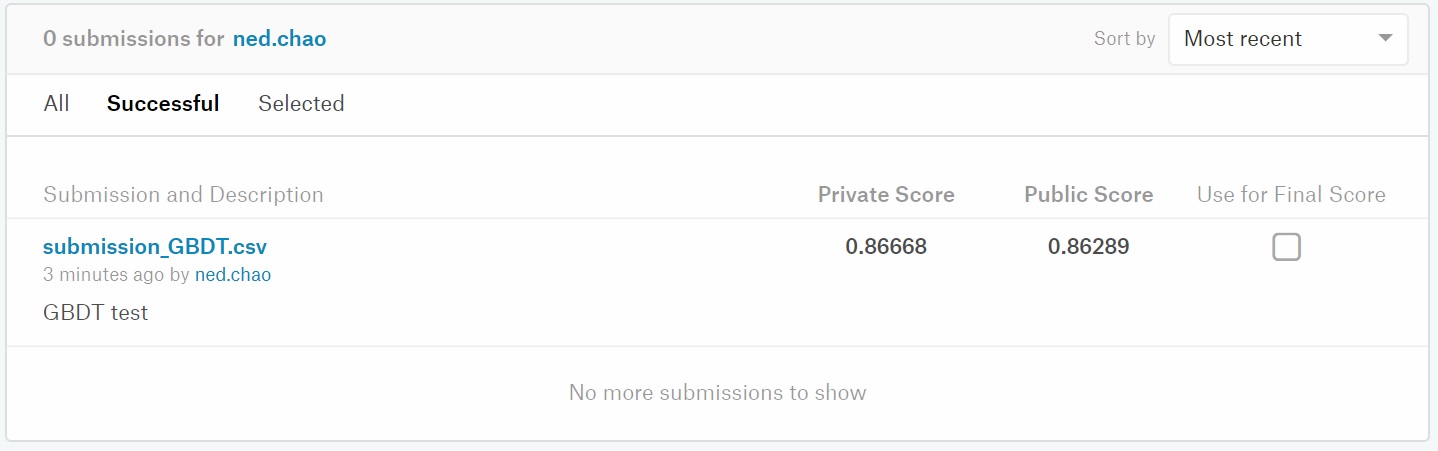 0 submissions for ned.chao
Sort by Most recent
All Successful Selected
Submission and Description Private Score Public Score Use for Final Score
submission_GBDT.csv 0.86668 0.86289
3 minutes ago by ned.chao
GBDT test
No more submissions to show